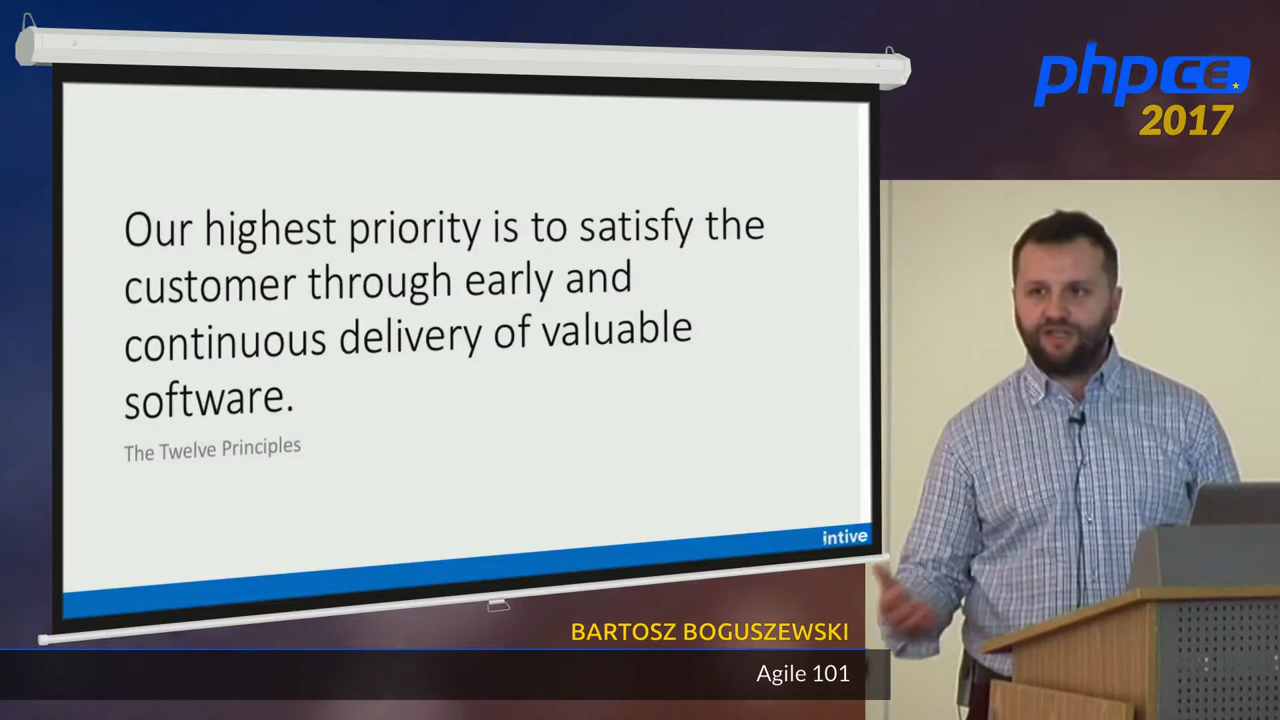 phpCE
2017
Our highest priority is to satisfy the
customer through early and
continuous delivery of valuable
software.
The Twelve Principles
intive
BARTOSZ BOGUSZEWSKI
Agile 101